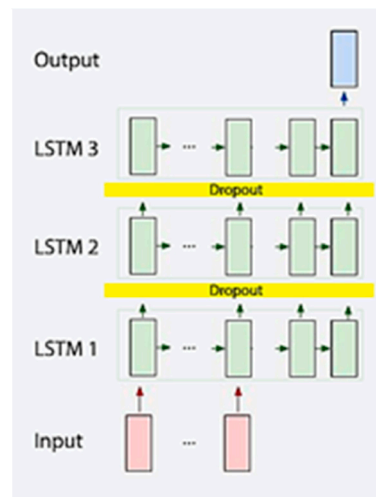 Output
LSTM 3
...
Dropout
LSTM 2
...
Dropout
LSTM 1
...
Input
...